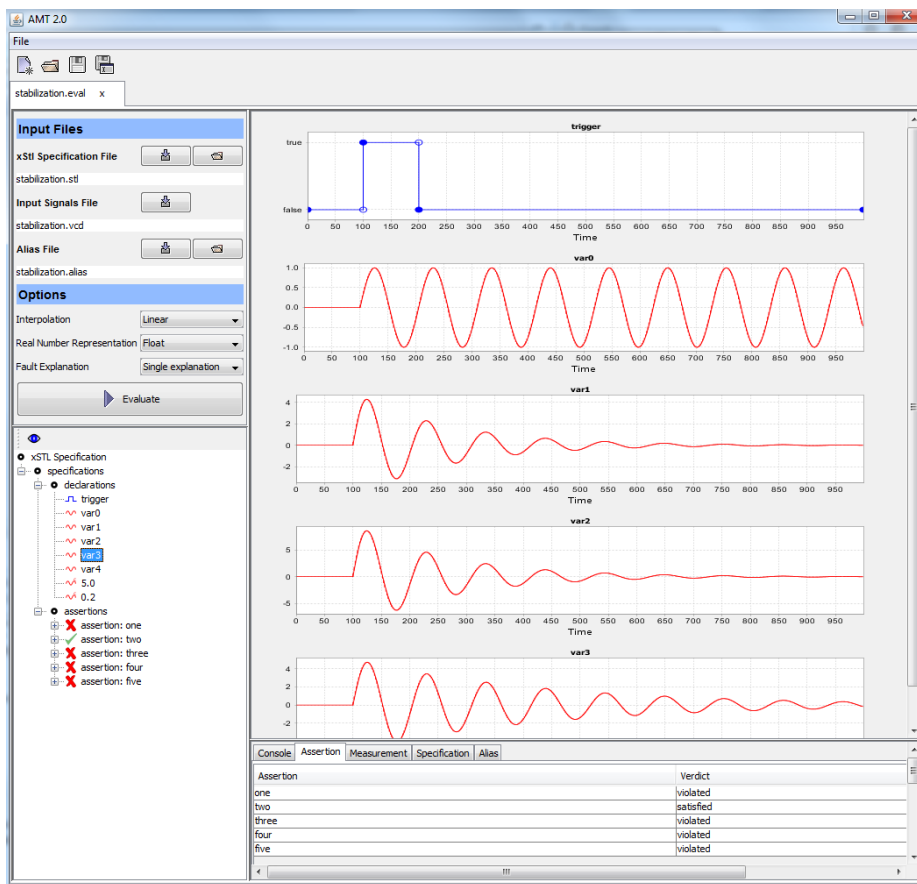 AMT 2.0
File
stabilization.eval x
Input Files
xStl Specification File
stabilization.stl
Input Signals File
stabilization.vcd
Alias File
stabilization.alias
Options
Interpolation Linear
Real Number Representation Float
Fault Explanation Single explanation
Evaluate
xSTL Specification
specifications
declarations
trigger
var0
var1
var2
var3
var4
5.0
0.2
assertions
assertion: one
assertion: two
assertion: three
assertion: four
assertion: five
trigger
true
false
0 50 100 150 200 250 300 350 400 450 500 550 600 650 700 750 800 850 900 950
Time
var0
1.0
0.5
0.0
-0.5
-1.0
0 50 100 150 200 250 300 350 400 450 500 550 600 650 700 750 800 850 900 950
Time
var1
4
2
0
-2
0 50 100 150 200 250 300 350 400 450 500 550 600 650 700 750 800 850 900 950
Time
var2
5
0
-5
0 50 100 150 200 250 300 350 400 450 500 550 600 650 700 750 800 850 900 950
Time
var3
4
2
0
-2
Console Assertion Measurement Specification Alias
Assertion Verdict
one violated
two satisfied
three violated
four violated
five violated